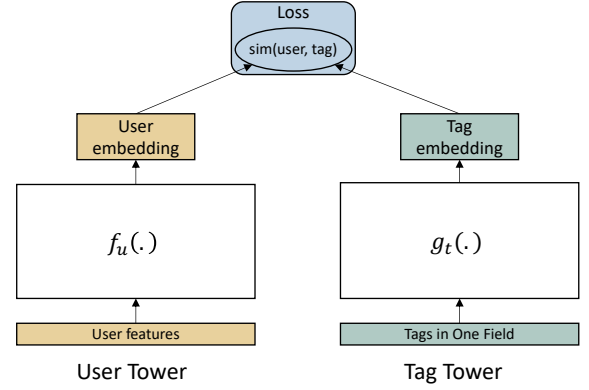 Loss
sim(user, tag)
User
embedding
Tag
embedding
f_u(.)
g_t(.)
User features
Tags in One Field
User Tower
Tag Tower